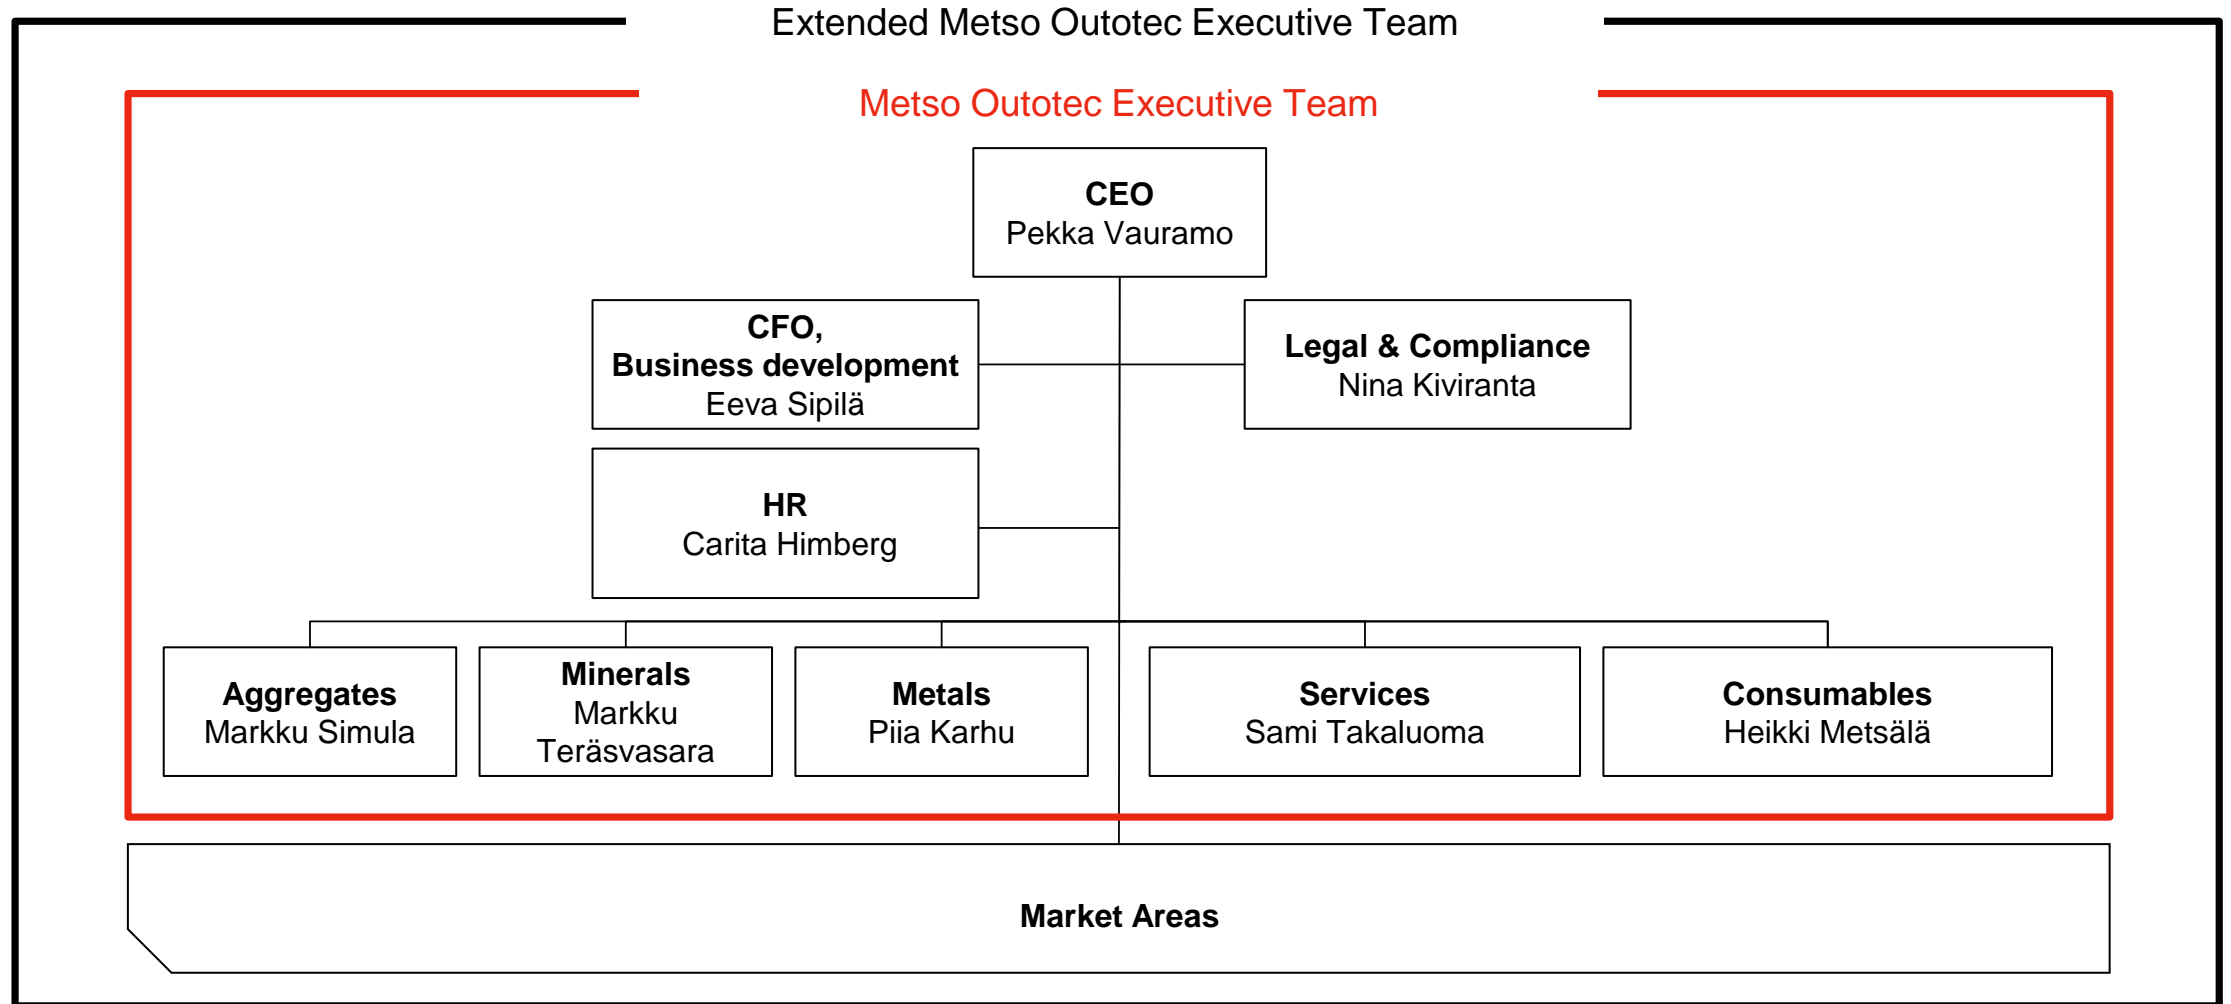 Extended Metso Outotec Executive Team
Metso Outotec Executive Team
CEO
Pekka Vauramo
CFO,
Business development
Eeva Sipilä
Legal & Compliance
Nina Kiviranta
HR
Carita Himberg
Aggregates
Markku Simula
Minerals
Markku
Teräsvasara
Metals
Piia Karhu
Services
Sami Takaluoma
Consumables
Heikki Metsälä
Market Areas